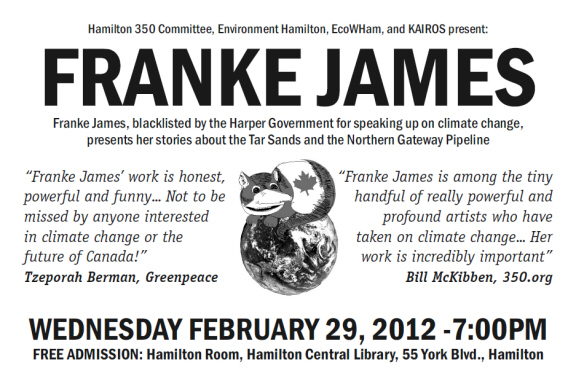 Hamilton 350 Committee, Environment Hamilton, EcoWHam, and KAIROS present:
FRANKE JAMES
Franke James, blacklisted by the Harper Government for speaking up on climate change,
presents her stories about the Tar Sands and the Northern Gateway Pipeline
“Franke James’ work is honest,
powerful and funny... Not to be
missed by anyone interested
in climate change or the
future of Canada!”
Tzeporah Berman, Greenpeace
“Franke James is among the tiny
handful of really powerful and
profound artists who have
taken on climate change... Her
work is incredibly important”
Bill McKibben, 350.org
WEDNESDAY FEBRUARY 29, 2012 -7:00PM
FREE ADMISSION: Hamilton Room, Hamilton Central Library, 55 York Blvd., Hamilton